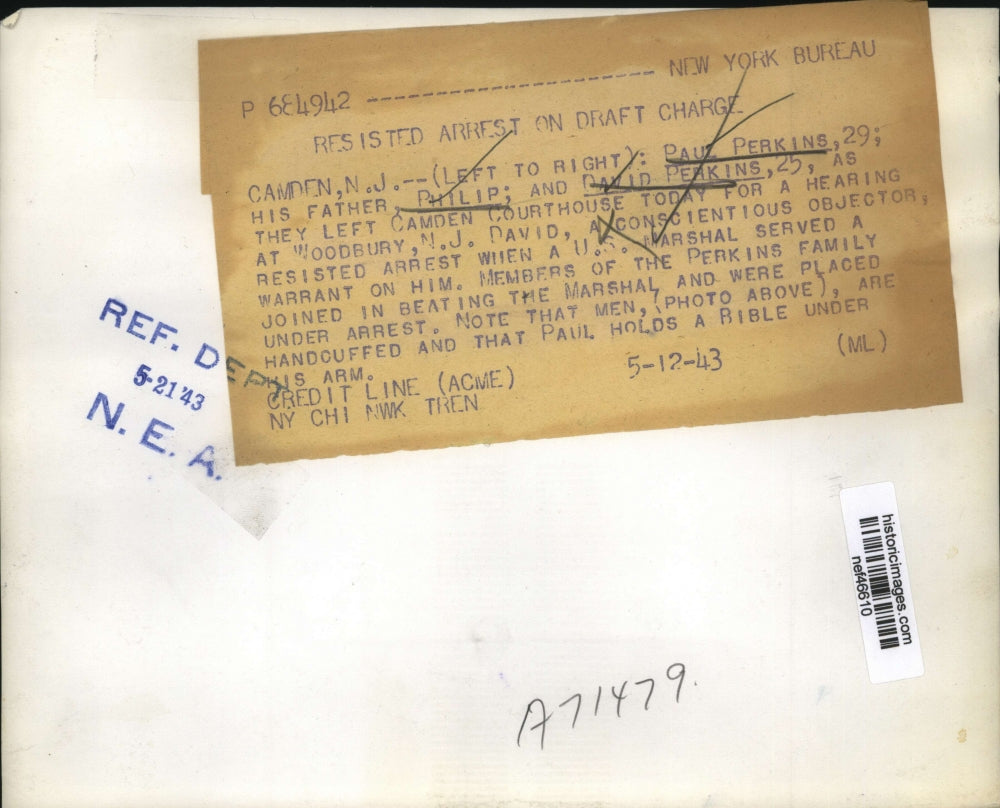 P 684942 ------------------------ NEW YORK BUREAU
RESISTED ARREST ON DRAFT CHARGE
CAMDEN, N.J.--(LEFT TO RIGHT): PAUL PERKINS, 29;
HIS FATHER, PHILIP; AND DAVID PERKINS, 25, AS
THEY LEFT CAMDEN COURTHOUSE TODAY FOR A HEARING
AT WOODBURY, N.J. DAVID, A CONSCIENTIOUS OBJECTOR,
RESISTED ARREST WHEN A U.S. MARSHAL SERVED A
WARRANT ON HIM. MEMBERS OF THE PERKINS FAMILY
JOINED IN BEATING THE MARSHAL AND WERE PLACED
UNDER ARREST. NOTE THAT MEN, (PHOTO ABOVE), ARE
HANDCUFFED AND THAT PAUL HOLDS A BIBLE UNDER
HIS ARM.
CREDIT LINE (ACME) 5-12-43 (ML)
NY CHI NWK TREN
REF. DEPT.
5-21 '43
N. E. A.
historicimages.com
nef46610
A71479.